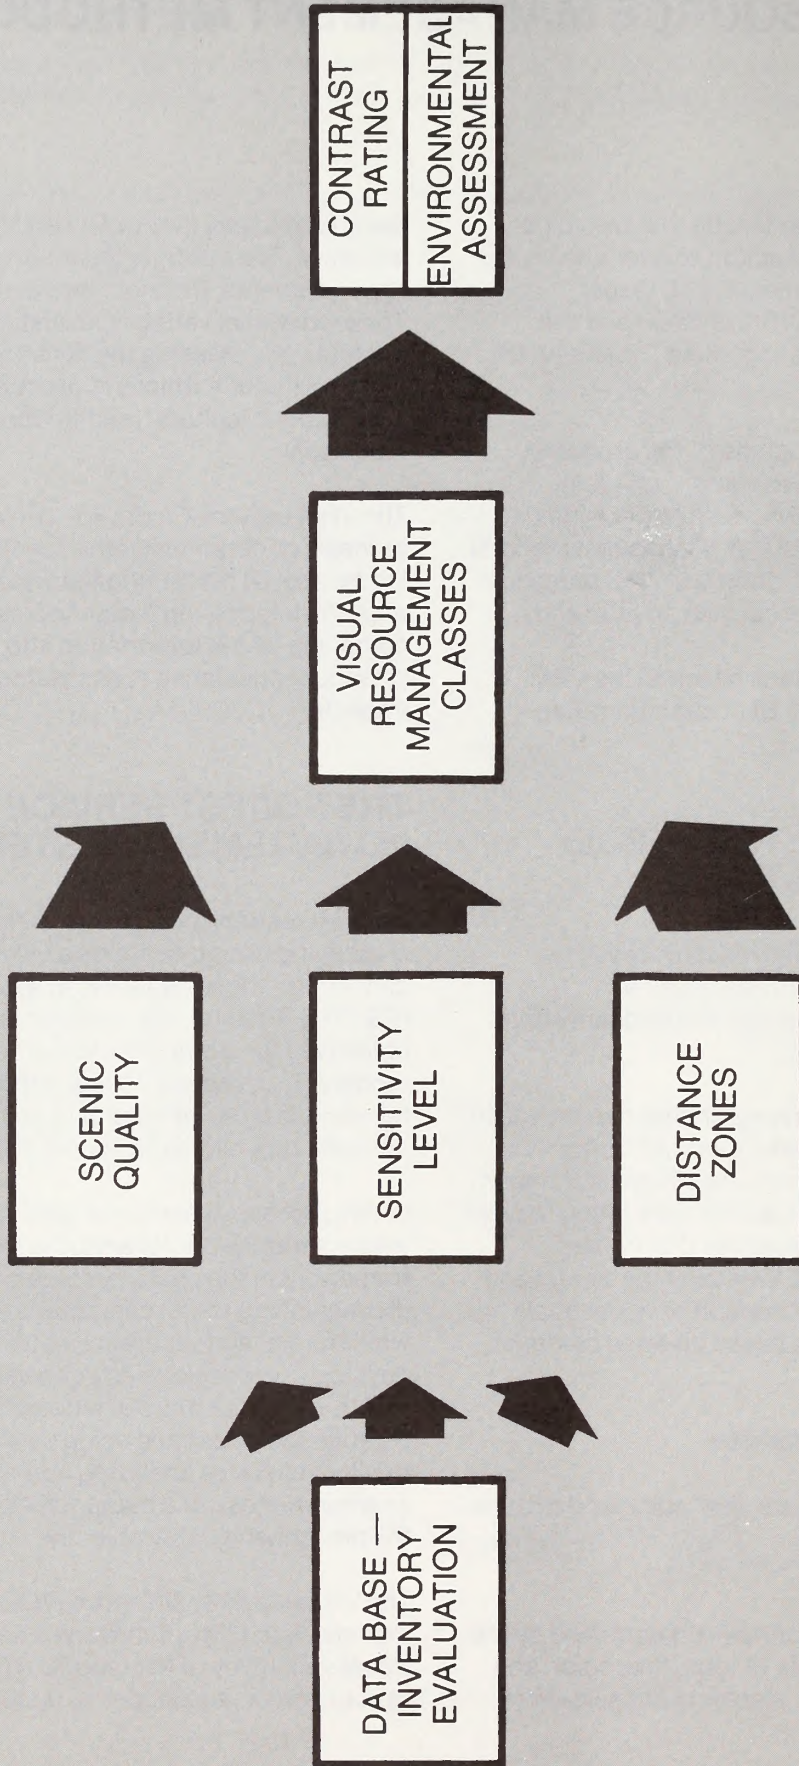 DATA BASE —
INVENTORY
EVALUATION
SCENIC
QUALITY
SENSITIVITY
LEVEL
DISTANCE
ZONES
VISUAL
RESOURCE
MANAGEMENT
CLASSES
CONTRAST
RATING
ENVIRONMENTAL
ASSESSMENT